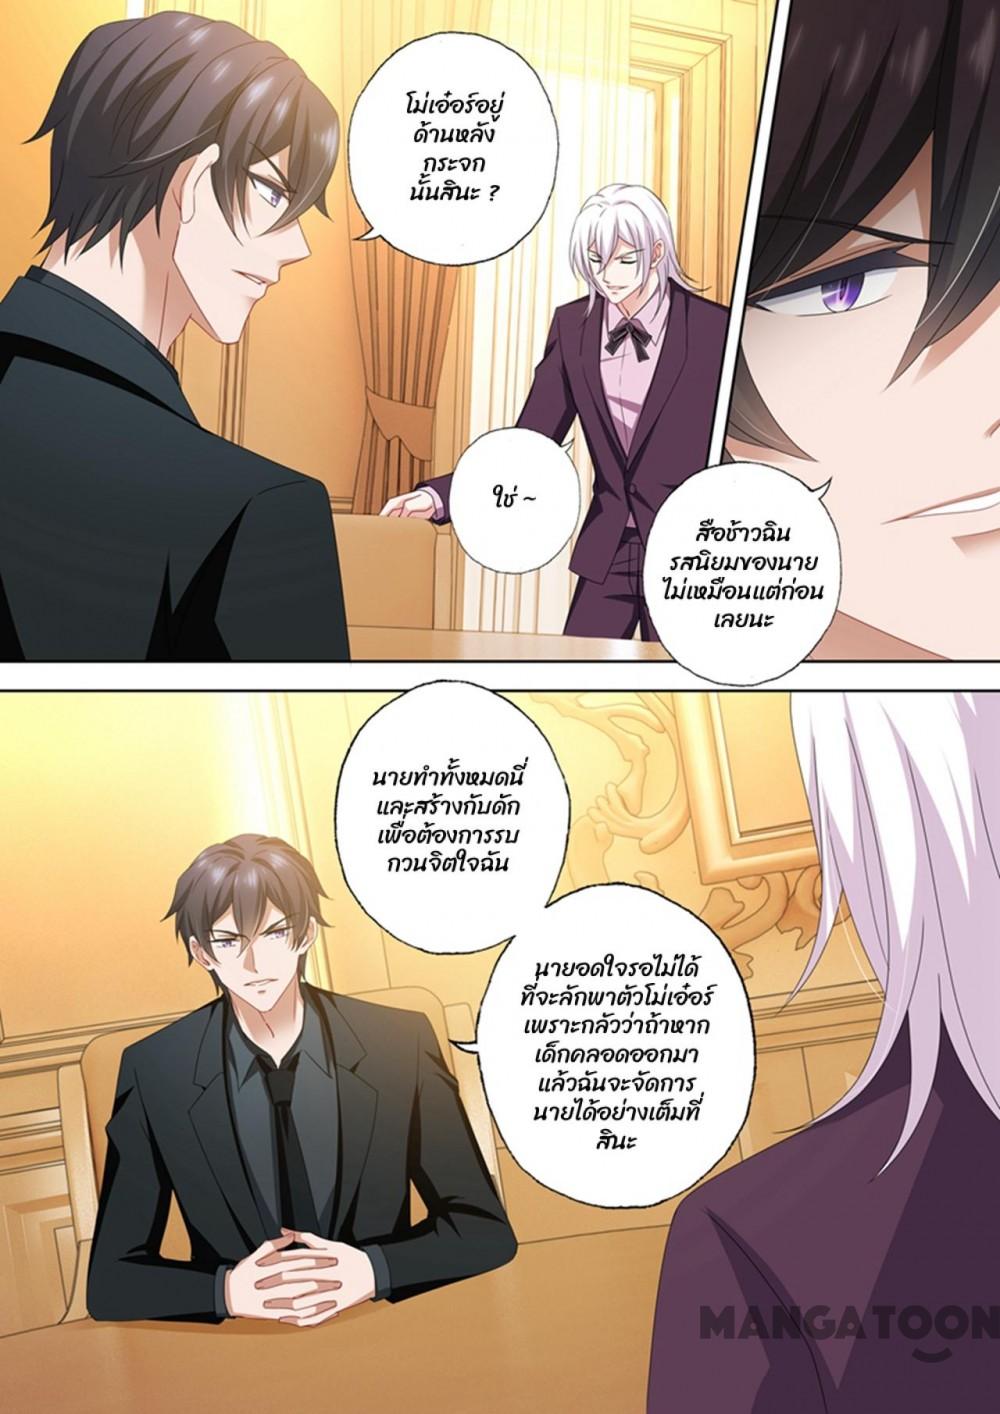 โม่เอ๋อร์อยู่
ด้านหลัง
กระจก
นั้นสินะ ?
ใช่ ~
สือช้าวฉิน
รสนิยมของนาย
ไม่เหมือนแต่ก่อน
เลยนะ
นายทำทั้งหมดนี่
และสร้างกับดัก
เพื่อต้องการรบ
กวนจิตใจฉัน
นายอดใจรอไม่ได้
ที่จะลักพาตัวโม่เอ๋อร์
เพราะกลัวว่าถ้าหาก
เด็กคลอดออกมา
แล้วฉันจะจัดการ
นายได้อย่างเต็มที่
สินะ
MANGATOON